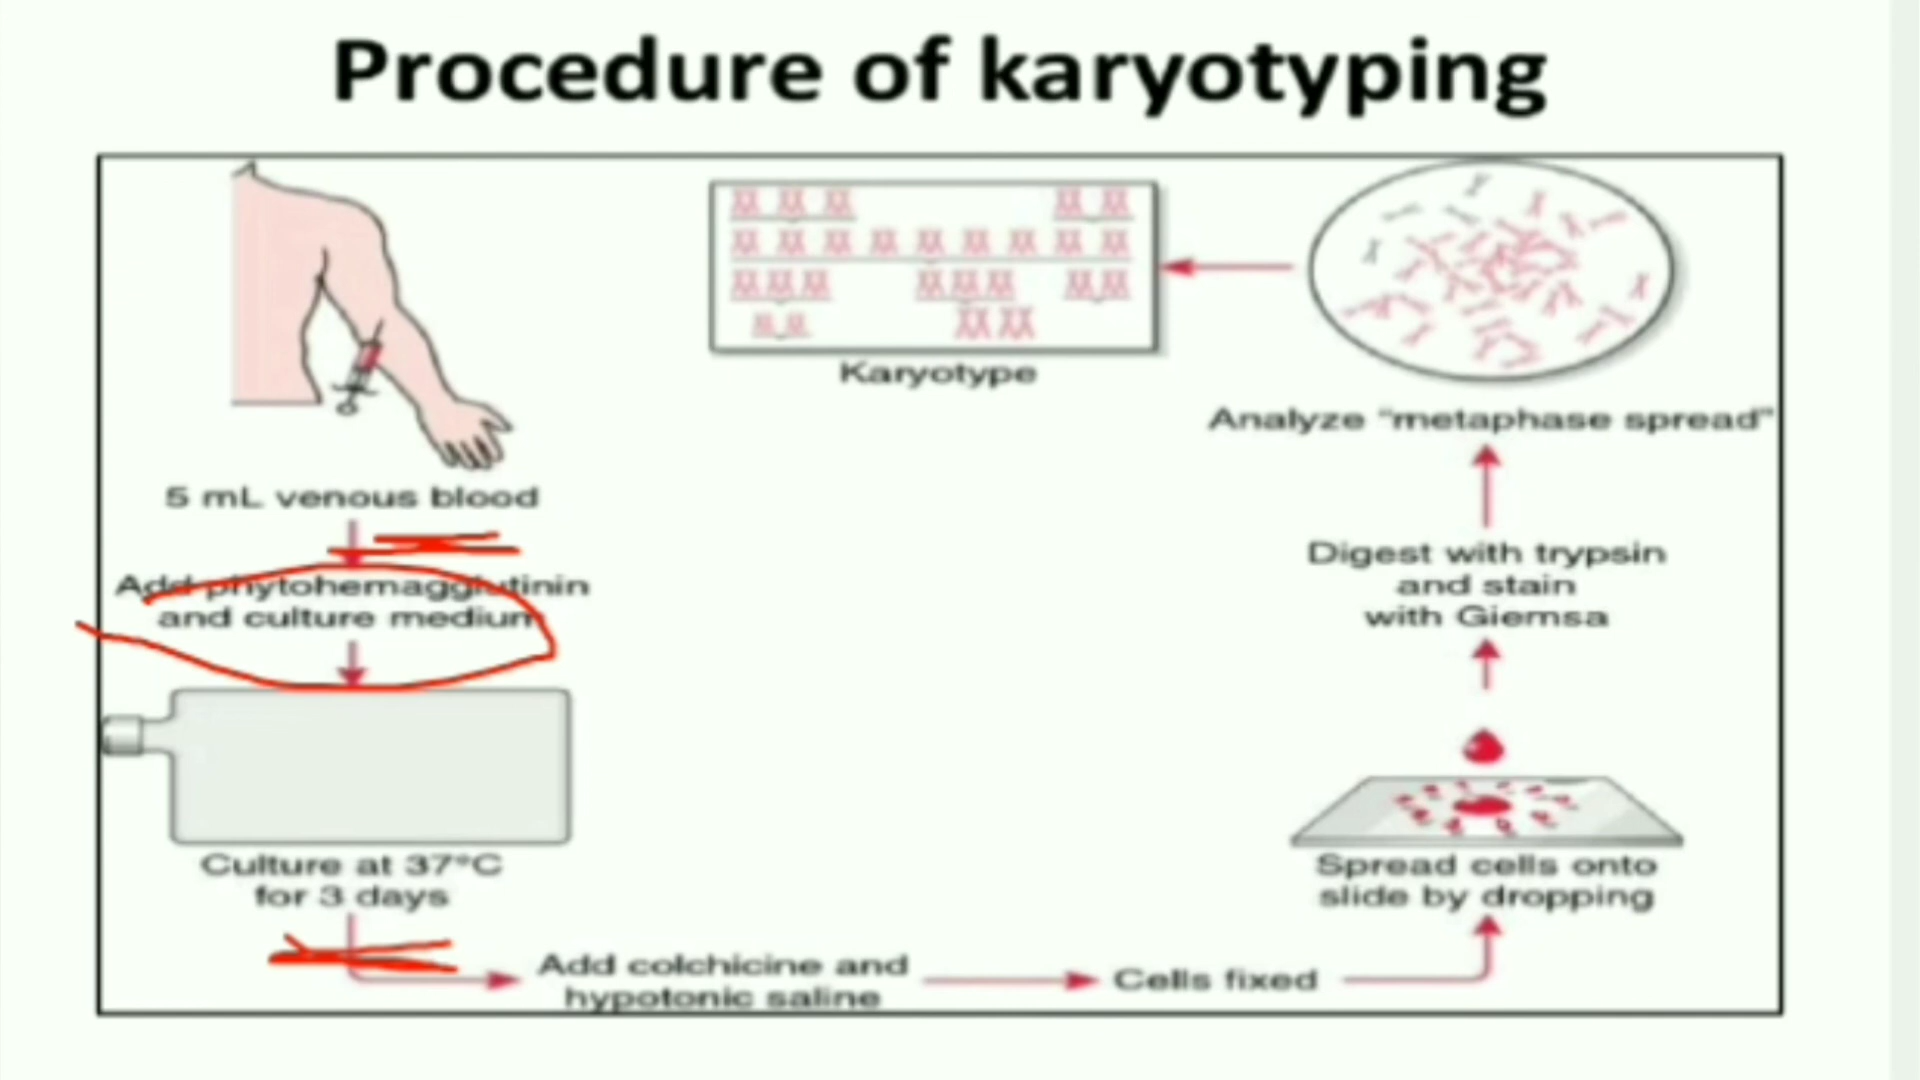 Procedure of karyotyping
5 mL venous blood
Add phytohemagglutinin
and culture medium
Culture at 37°C
for 3 days
Add colchicine and
hypotonic saline
Cells fixed
Spread cells onto
slide by dropping
Digest with trypsin
and stain
with Giemsa
Analyze "metaphase spread"
Karyotype